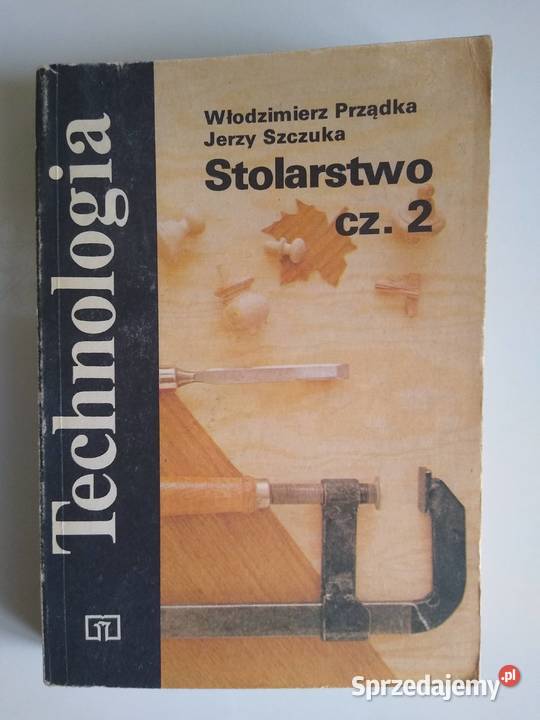 Włodzimierz Prządka
Jerzy Szczuka
Stolarstwo
cz. 2
Technologia
Sprzedajemy.pl